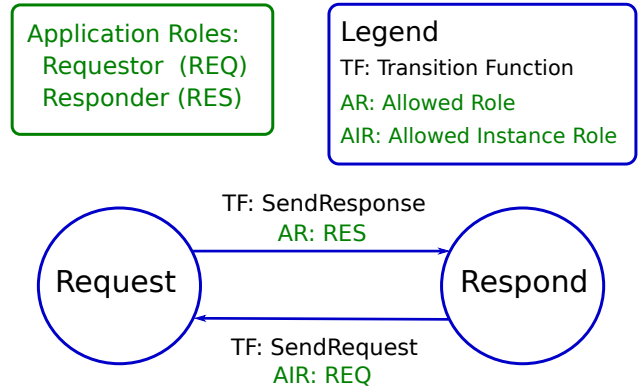 Application Roles:
Requestor (REQ)
Responder (RES)
Legend
TF: Transition Function
AR: Allowed Role
AIR: Allowed Instance Role
TF: SendResponse
AR: RES
Request
Respond
TF: SendRequest
AIR: REQ